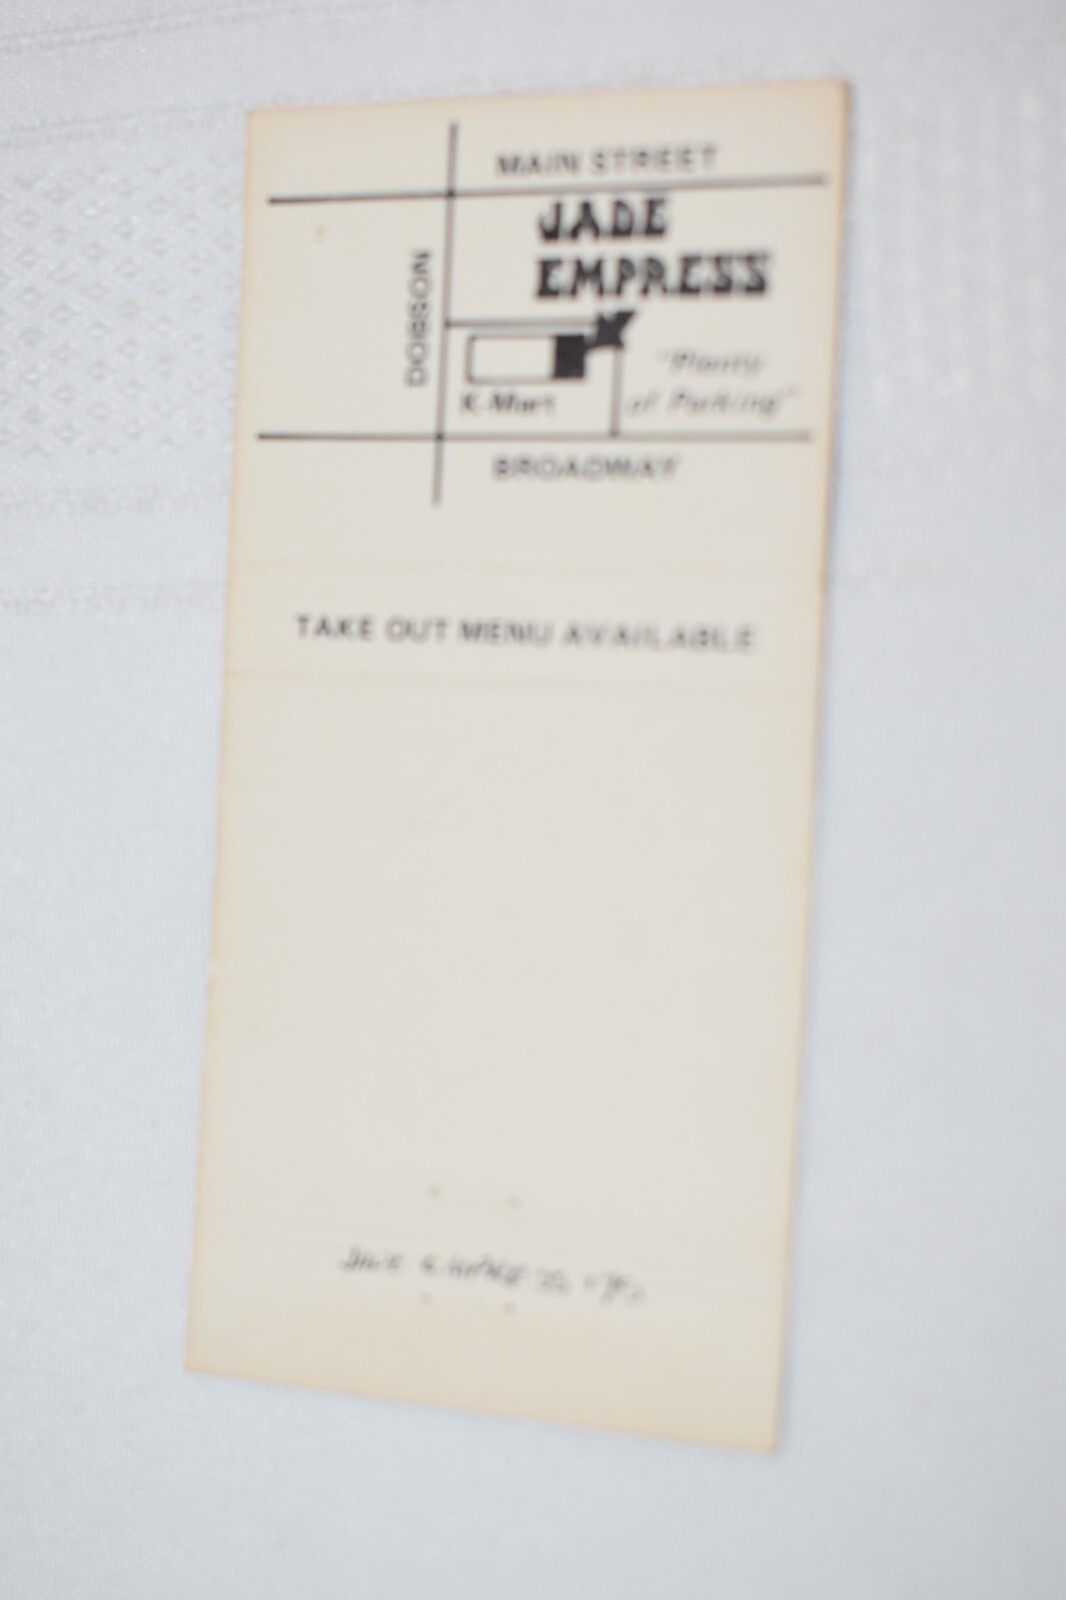 MAIN STREET
JADE
EMPRESS
DOBSON
K-Mart
"Plenty
of Parking"
BROADWAY
TAKE OUT MENU AVAILABLE